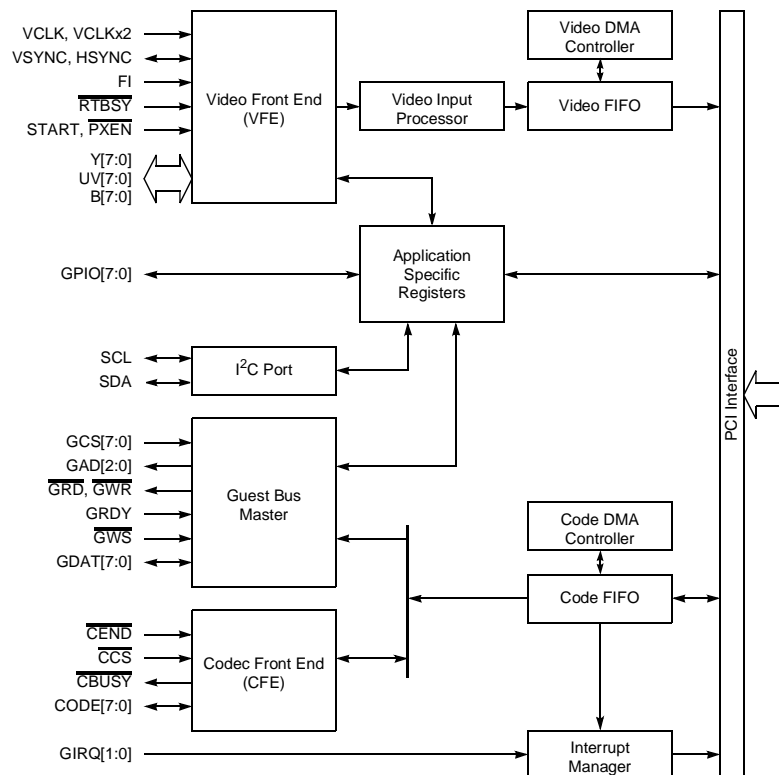 VCLK, VCLKx2
VSYNC, HSYNC
FI
RTBSY
START, PXEN
Y[7:0]
UV[7:0]
B[7:0]
Video Front End
(VFE)
Video Input
Processor
Video DMA
Controller
Video FIFO
GPIO[7:0]
Application
Specific
Registers
SCL
SDA
I²C Port
PCI Interface
GCS[7:0]
GAD[2:0]
GRD, GWR
GRDY
GWS
GDAT[7:0]
Guest Bus
Master
Code DMA
Controller
Code FIFO
CEND
CCS
CBUSY
CODE[7:0]
Codec Front End
(CFE)
GIRQ[1:0]
Interrupt
Manager